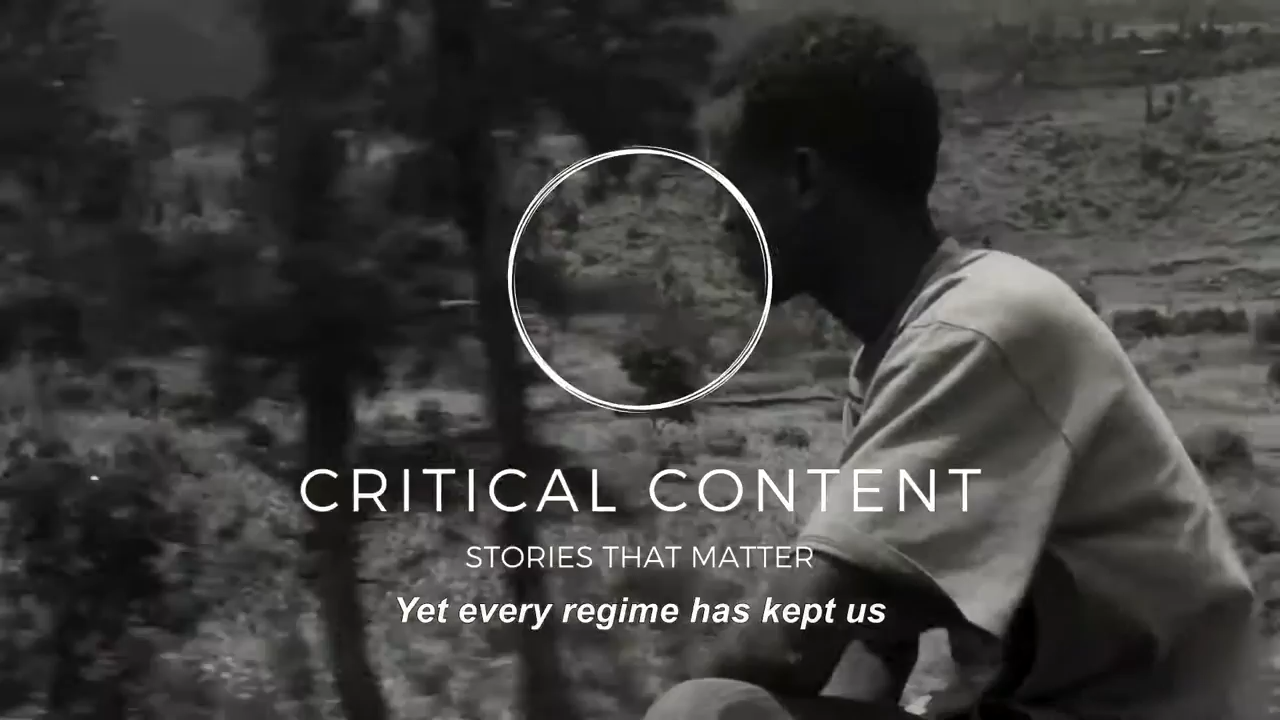 CRITICAL CONTENT
STORIES THAT MATTER
Yet every regime has kept us